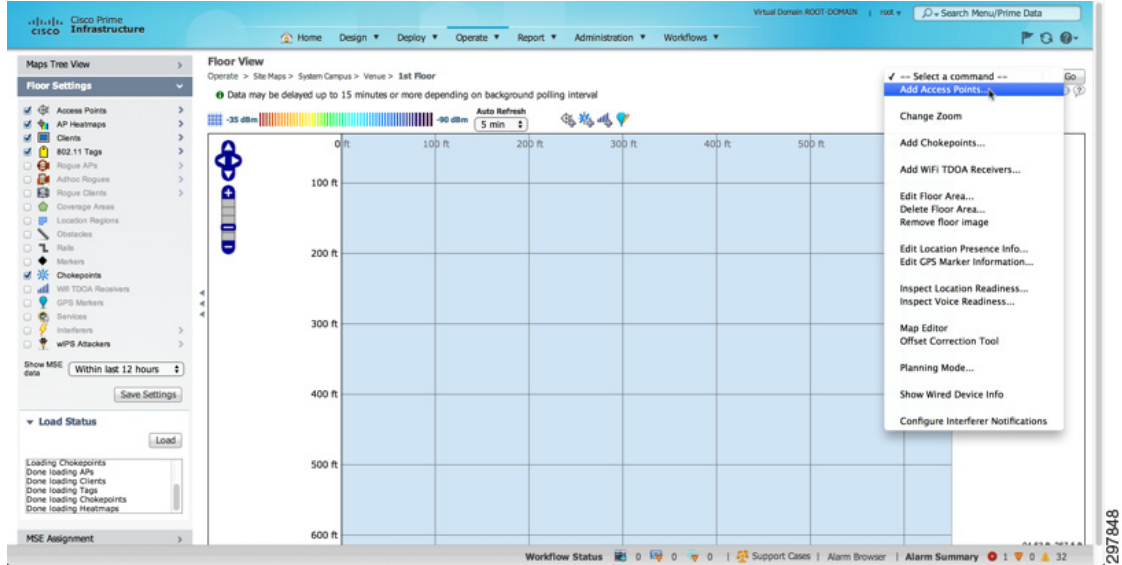 Virtual Domain ROOT-DOMAIN | root
Search Menu/Prime Data
cisco
Cisco Prime
Infrastructure
Home Design Deploy Operate Report Administration Workflows
Maps Tree View
Floor Settings
Access Points
AP Heatmaps
Clients
802.11 Tags
Rogue APs
Adhoc Rogues
Rogue Clients
Coverage Areas
Location Regions
Obstacles
Rails
Markers
Chokepoints
Wifi TDOA Receivers
GPS Markers
Services
Interferers
wIPS Attackers
Show MSE data
Within last 12 hours
Save Settings
Load Status
Load
Loading Chokepoints
Done loading APs
Done loading Clients
Done loading Tags
Done loading Chokepoints
Done loading Heatmaps
MSE Assignment
Floor View
Operate > Site Maps > System Campus > Venue > 1st Floor
Data may be delayed up to 15 minutes or more depending on background polling interval
-35 dBm
-90 dBm
Auto Refresh
5 min
0 ft 100 ft 200 ft 300 ft 400 ft 500 ft
100 ft
200 ft
300 ft
400 ft
500 ft
600 ft
✓ -- Select a command --
Go
Add Access Points...
Change Zoom
Add Chokepoints...
Add WiFi TDOA Receivers...
Edit Floor Area...
Delete Floor Area...
Remove floor image
Edit Location Presence Info...
Edit GPS Marker Information...
Inspect Location Readiness...
Inspect Voice Readiness...
Map Editor
Offset Correction Tool
Planning Mode...
Show Wired Device Info
Configure Interferer Notifications
Workflow Status 0 0 0 | Support Cases | Alarm Browser | Alarm Summary 1 0 32
297848